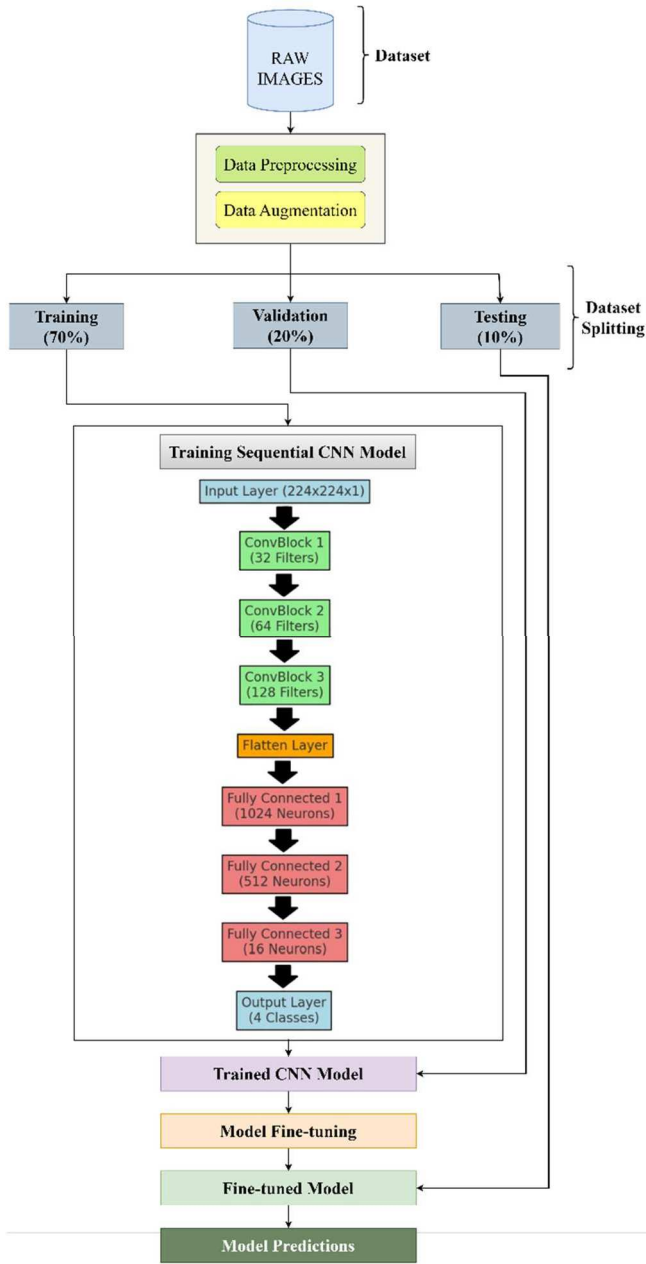 RAW
IMAGES
Dataset
Data Preprocessing
Data Augmentation
Training
(70%)
Validation
(20%)
Testing
(10%)
Dataset
Splitting
Training Sequential CNN Model
Input Layer (224x224x1)
ConvBlock 1
(32 Filters)
ConvBlock 2
(64 Filters)
ConvBlock 3
(128 Filters)
Flatten Layer
Fully Connected 1
(1024 Neurons)
Fully Connected 2
(512 Neurons)
Fully Connected 3
(16 Neurons)
Output Layer
(4 Classes)
Trained CNN Model
Model Fine-tuning
Fine-tuned Model
Model Predictions